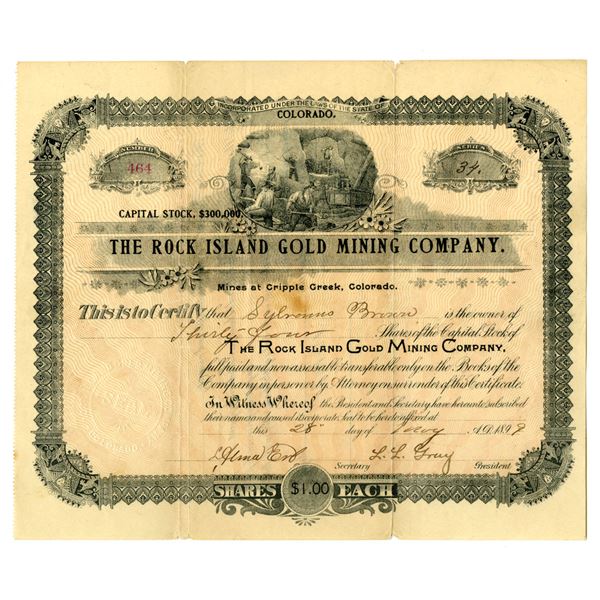 INCORPORATED UNDER THE LAWS OF THE STATE OF
COLORADO.
NUMBER
464
SERIES
34
CAPITAL STOCK, $300,000.
THE ROCK ISLAND GOLD MINING COMPANY.
Mines at Cripple Creek, Colorado.
This is to Certify that Sylvanus Brown is the owner of
Thirty Four Shares of the Capital Stock of
THE ROCK ISLAND GOLD MINING COMPANY,
full paid and non assessable transferable only on the Books of the
Company in person or by Attorney on surrender of this Certificate.
In Witness Whereof the President and Secretary have hereunto subscribed
their names and caused its corporate Seal to be hereto affixed at
this 28 day of A.D. 1899
L. L. Gray
Secretary President
SHARES $1.00 EACH
COLORADO